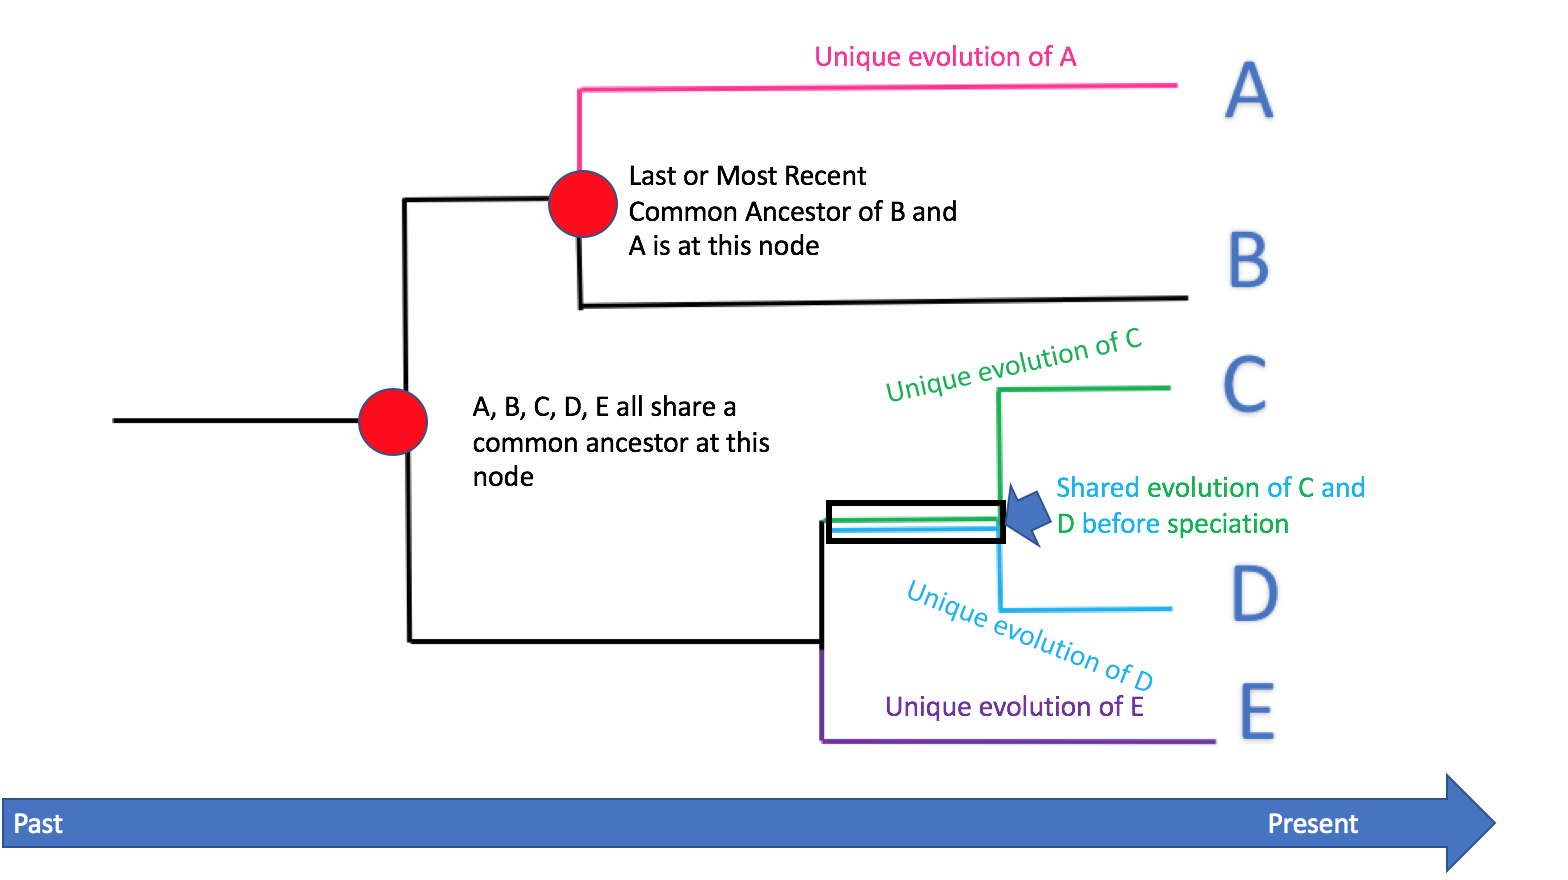 Unique evolution of A
A
Last or Most Recent
Common Ancestor of B and
A is at this node
B
Unique evolution of C
C
A, B, C, D, E all share a
common ancestor at this
node
Shared evolution of C and
D before speciation
D
Unique evolution of D
Unique evolution of E
E
Past
Present